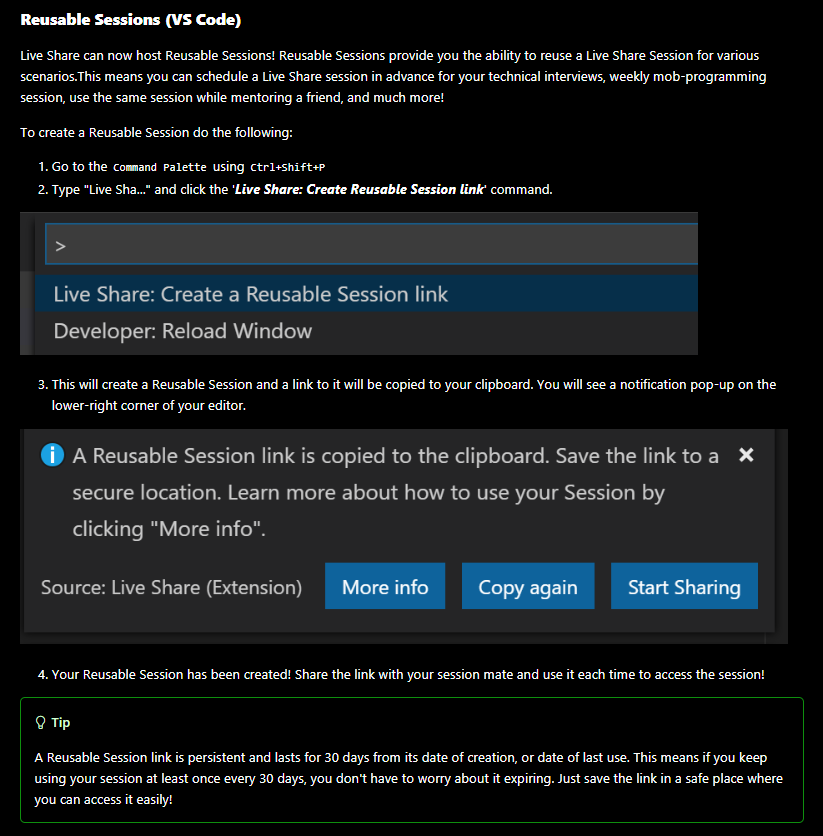 Reusable Sessions (VS Code)
Live Share can now host Reusable Sessions! Reusable Sessions provide you the ability to reuse a Live Share Session for various
scenarios.This means you can schedule a Live Share session in advance for your technical interviews, weekly mob-programming
session, use the same session while mentoring a friend, and much more!
To create a Reusable Session do the following:
1. Go to the Command Palette using Ctrl+Shift+P
2. Type "Live Sha..." and click the 'Live Share: Create Reusable Session link' command.
>
Live Share: Create a Reusable Session link
Developer: Reload Window
3. This will create a Reusable Session and a link to it will be copied to your clipboard. You will see a notification pop-up on the
lower-right corner of your editor.
A Reusable Session link is copied to the clipboard. Save the link to a
secure location. Learn more about how to use your Session by
clicking "More info".
Source: Live Share (Extension) More info Copy again Start Sharing
4. Your Reusable Session has been created! Share the link with your session mate and use it each time to access the session!
Tip
A Reusable Session link is persistent and lasts for 30 days from its date of creation, or date of last use. This means if you keep
using your session at least once every 30 days, you don't have to worry about it expiring. Just save the link in a safe place where
you can access it easily!